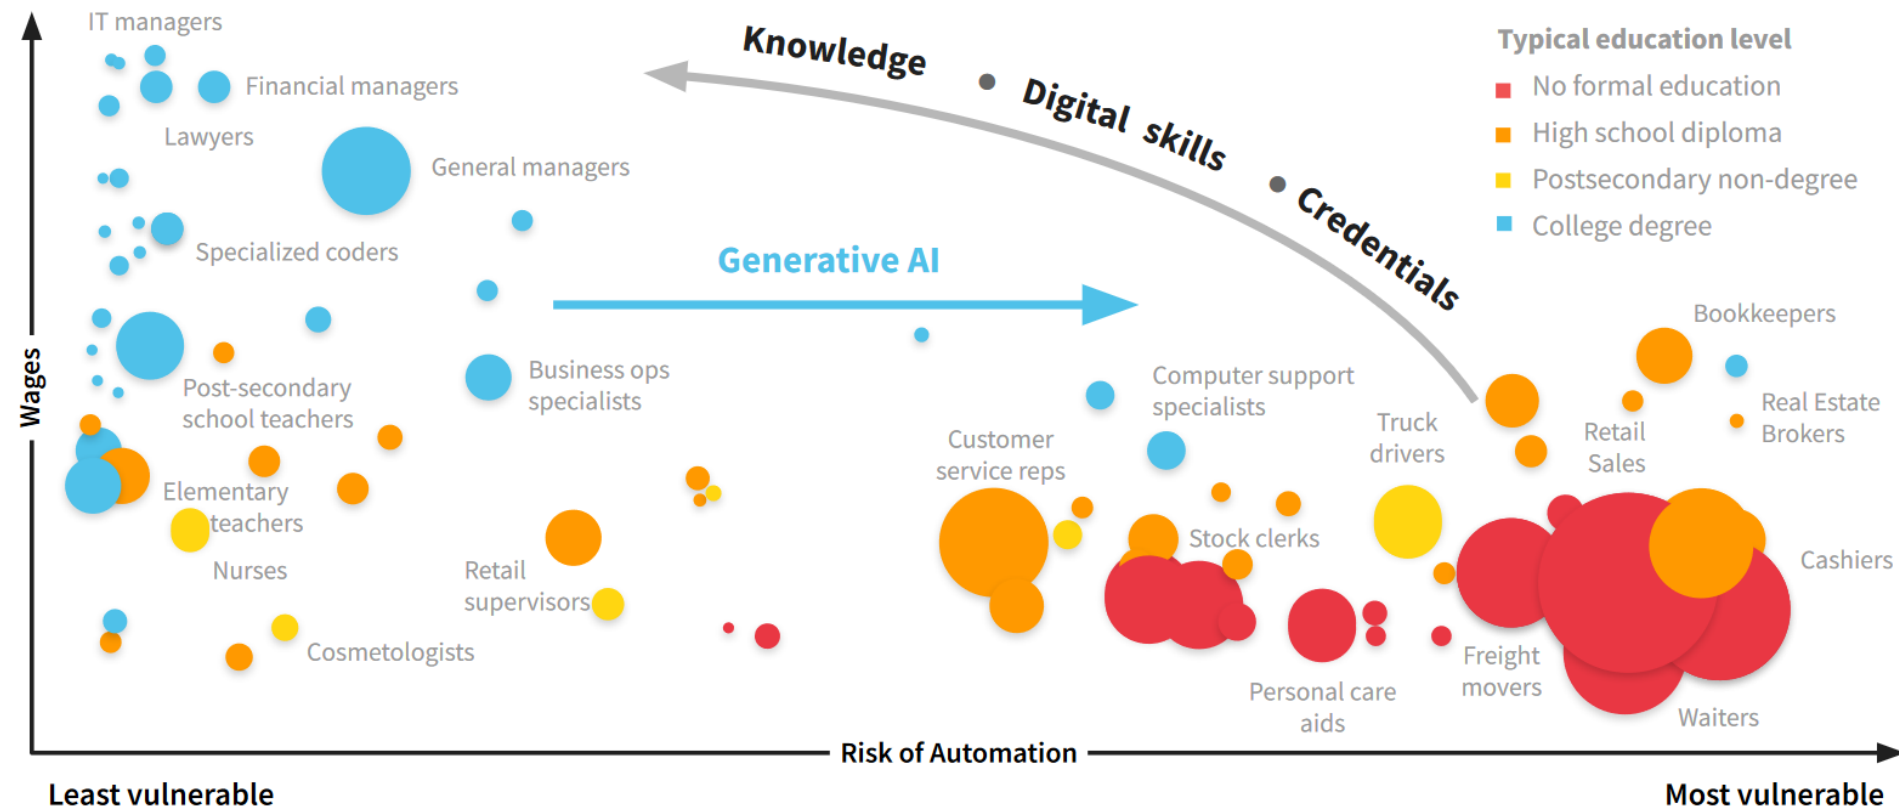 IT managers
Financial managers
Lawyers
General managers
Specialized coders
Knowledge • Digital skills • Credentials
Generative AI
Typical education level
No formal education
High school diploma
Postsecondary non-degree
College degree
Wages
Post-secondary
school teachers
Business ops
specialists
Elementary
teachers
Nurses
Cosmetologists
Retail
supervisors
Customer
service reps
Computer support
specialists
Stock clerks
Truck
drivers
Personal care
aids
Freight
movers
Bookkeepers
Real Estate
Brokers
Retail
Sales
Cashiers
Waiters
Risk of Automation
Least vulnerable
Most vulnerable